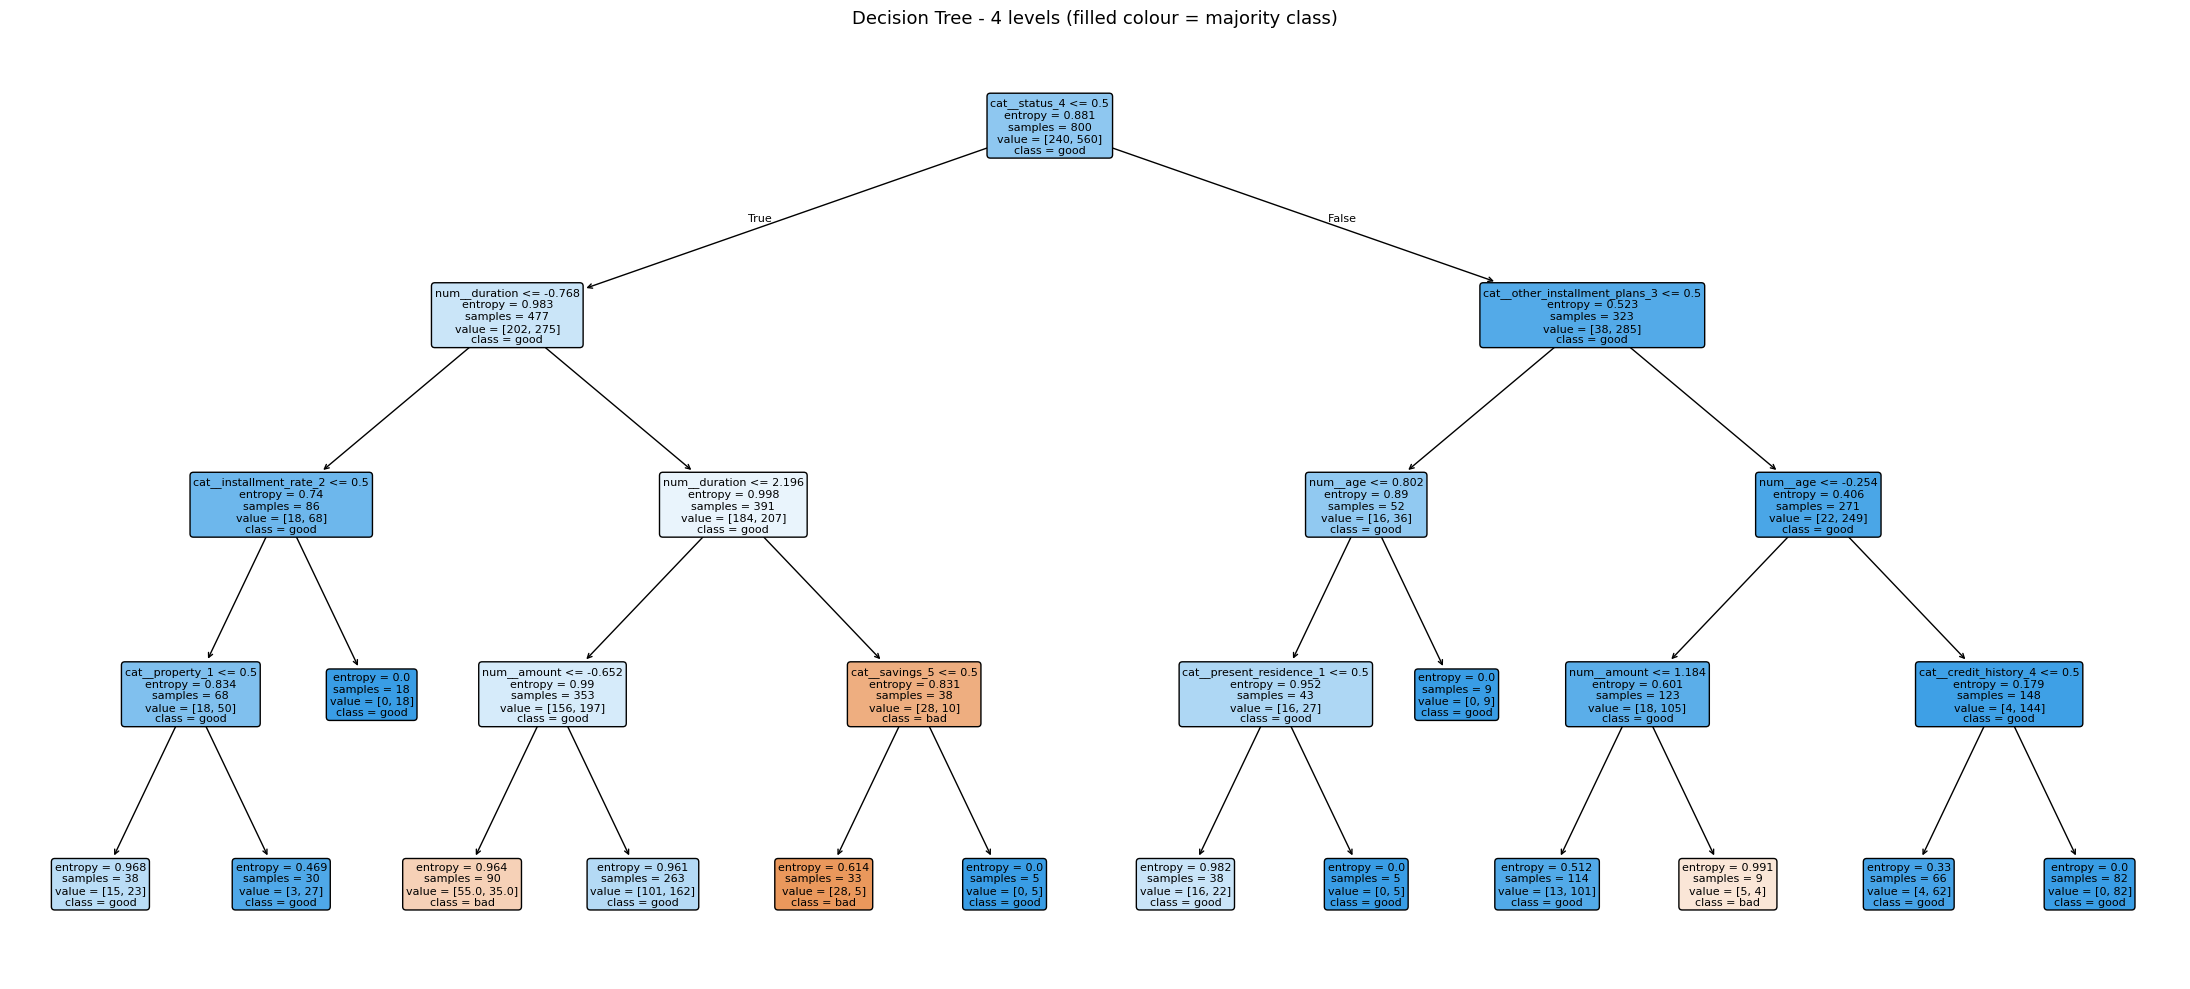 Decision Tree - 4 levels (filled colour = majority class)
cat__status_4 <= 0.5
entropy = 0.881
samples = 800
value = [240, 560]
class = good
True
False
num__duration <= -0.768
entropy = 0.983
samples = 477
value = [202, 275]
class = good
cat__other_installment_plans_3 <= 0.5
entropy = 0.523
samples = 323
value = [38, 285]
class = good
cat__installment_rate_2 <= 0.5
entropy = 0.74
samples = 86
value = [18, 68]
class = good
num__duration <= 2.196
entropy = 0.998
samples = 391
value = [184, 207]
class = good
num__age <= 0.802
entropy = 0.89
samples = 52
value = [16, 36]
class = good
num__age <= -0.254
entropy = 0.406
samples = 271
value = [22, 249]
class = good
cat__property_1 <= 0.5
entropy = 0.834
samples = 68
value = [18, 50]
class = good
entropy = 0.0
samples = 18
value = [0, 18]
class = good
num__amount <= -0.652
entropy = 0.99
samples = 353
value = [156, 197]
class = good
cat__savings_5 <= 0.5
entropy = 0.831
samples = 38
value = [28, 10]
class = bad
cat__present_residence_1 <= 0.5
entropy = 0.952
samples = 43
value = [16, 27]
class = good
entropy = 0.0
samples = 9
value = [0, 9]
class = good
num__amount <= 1.184
entropy = 0.601
samples = 123
value = [18, 105]
class = good
cat__credit_history_4 <= 0.5
entropy = 0.179
samples = 148
value = [4, 144]
class = good
entropy = 0.968
samples = 38
value = [15, 23]
class = good
entropy = 0.469
samples = 30
value = [3, 27]
class = good
entropy = 0.964
samples = 90
value = [55.0, 35.0]
class = bad
entropy = 0.961
samples = 263
value = [101, 162]
class = good
entropy = 0.614
samples = 33
value = [28, 5]
class = bad
entropy = 0.0
samples = 5
value = [0, 5]
class = good
entropy = 0.982
samples = 38
value = [16, 22]
class = good
entropy = 0.0
samples = 5
value = [0, 5]
class = good
entropy = 0.512
samples = 114
value = [13, 101]
class = good
entropy = 0.991
samples = 9
value = [5, 4]
class = bad
entropy = 0.33
samples = 66
value = [4, 62]
class = good
entropy = 0.0
samples = 82
value = [0, 82]
class = good